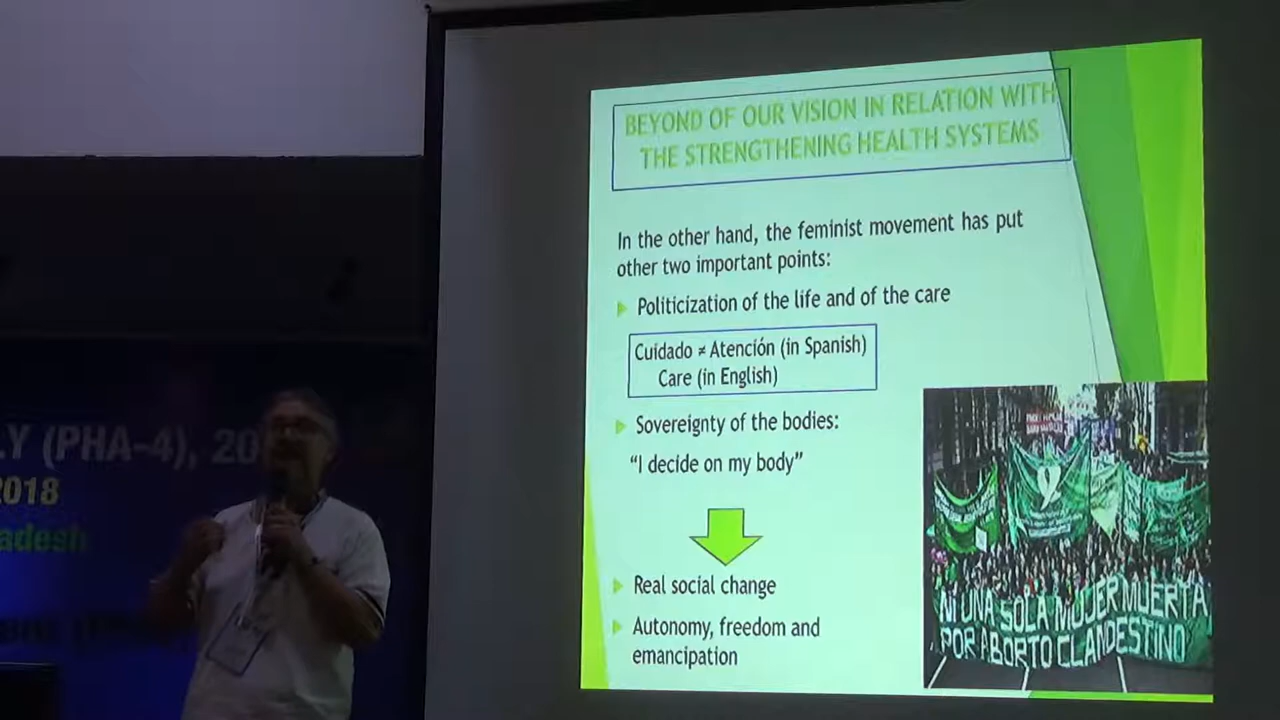 BEYOND OF OUR VISION IN RELATION WITH
THE STRENGTHENING HEALTH SYSTEMS
In the other hand, the feminist movement has put
other two important points:
Politicization of the life and of the care
Cuidado ≠ Atención (in Spanish)
Care (in English)
Sovereignty of the bodies:
“I decide on my body”
Real social change
Autonomy, freedom and
emancipation
NI UNA SOLA MUJER MUERTA
POR ABORTO CLANDESTINO
LY (PHA-4), 20
2018
adesh